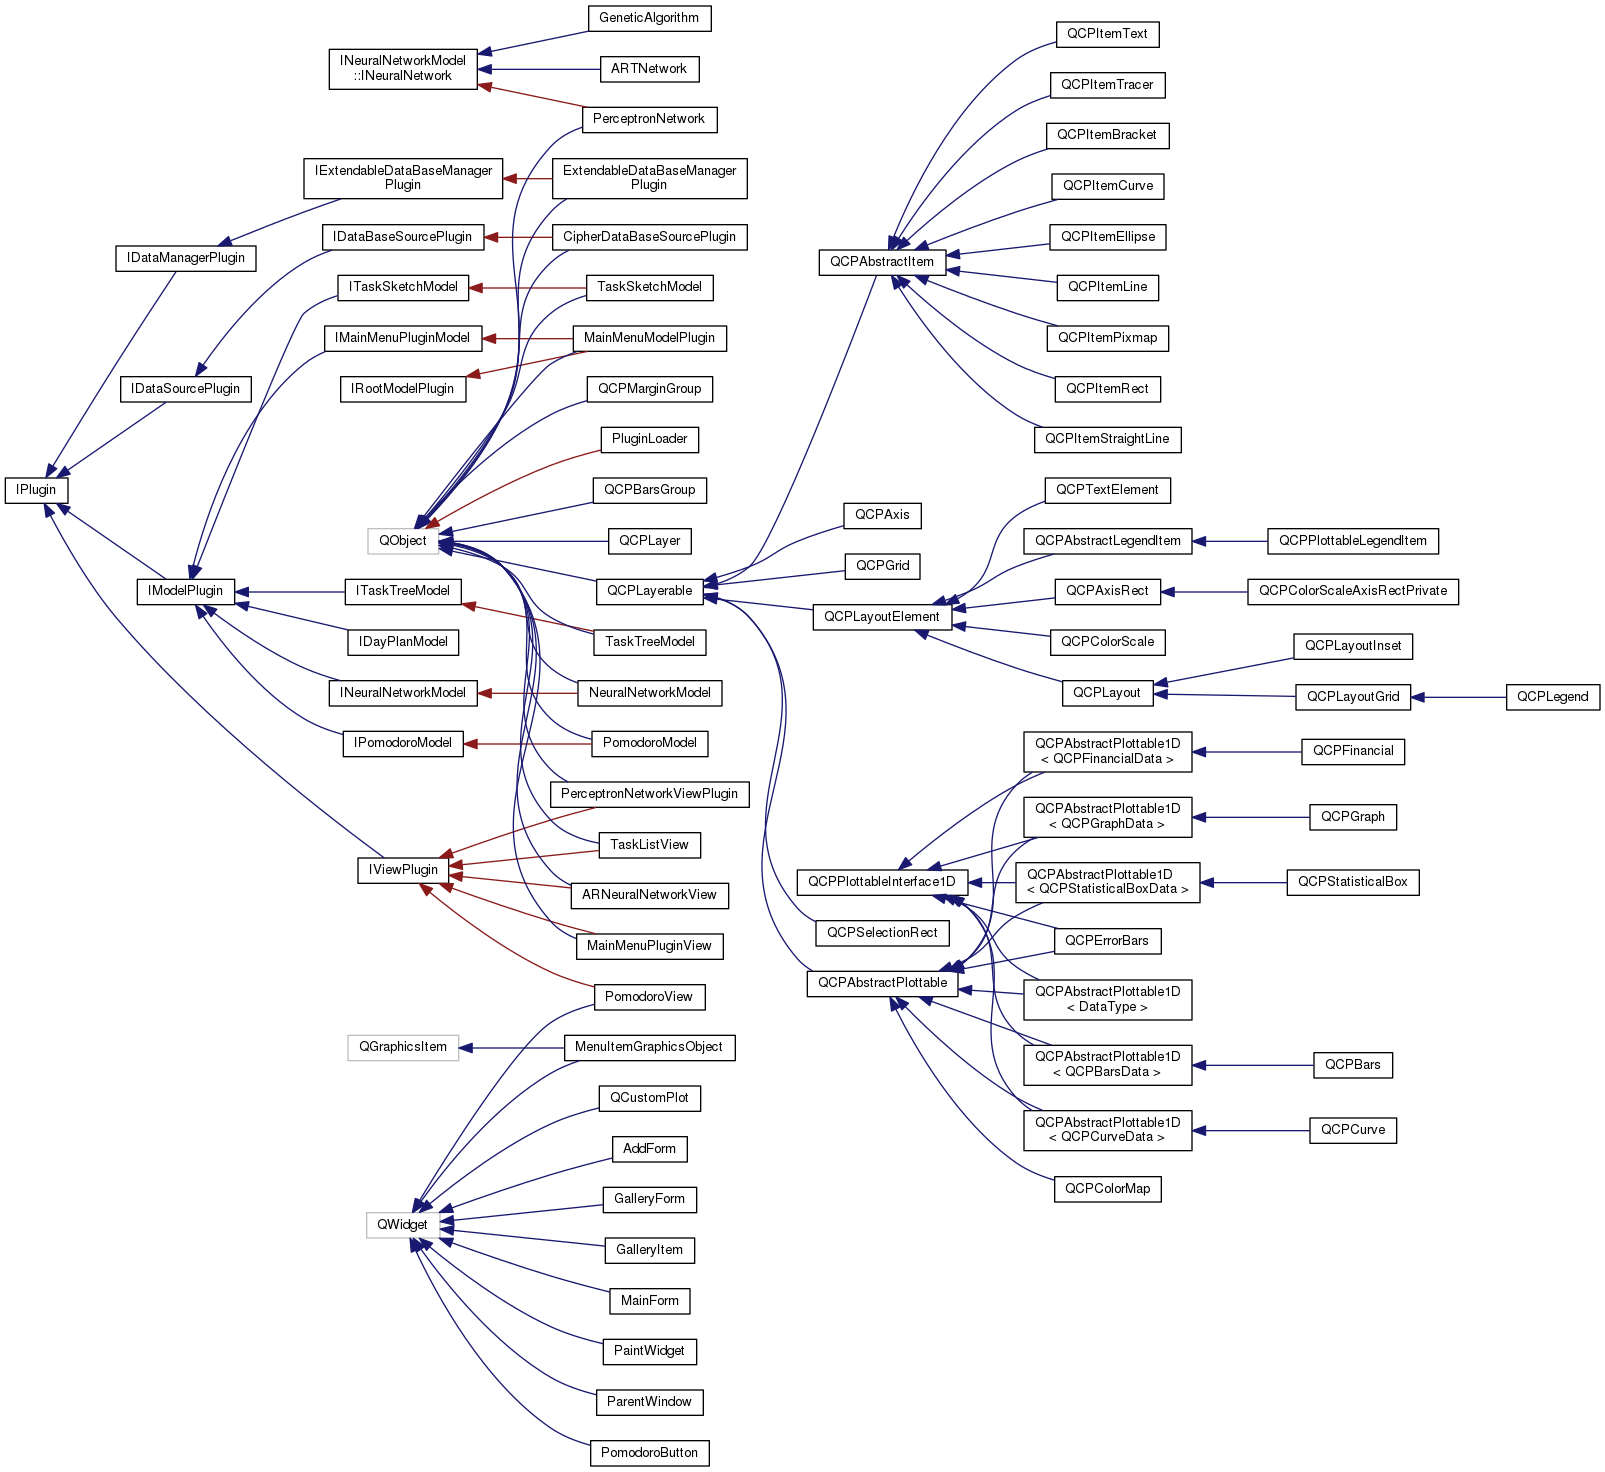 GeneticAlgorithm
INeuralNetworkModel
::INeuralNetwork
ARTNetwork
PerceptronNetwork
IExtendableDataBaseManager
Plugin
ExtendableDataBaseManager
Plugin
IDataManagerPlugin
IDataBaseSourcePlugin
CipherDataBaseSourcePlugin
ITaskSketchModel
TaskSketchModel
IMainMenuPluginModel
MainMenuModelPlugin
IDataSourcePlugin
IRootModelPlugin
QCPMarginGroup
PluginLoader
IPlugin
QCPBarsGroup
QObject
QCPLayer
IModelPlugin
ITaskTreeModel
QCPLayerable
IDayPlanModel
TaskTreeModel
INeuralNetworkModel
NeuralNetworkModel
IPomodoroModel
PomodoroModel
PerceptronNetworkViewPlugin
TaskListView
IViewPlugin
ARNeuralNetworkView
MainMenuPluginView
PomodoroView
QGraphicsItem
MenuItemGraphicsObject
QCustomPlot
AddForm
GalleryForm
QWidget
GalleryItem
MainForm
PaintWidget
ParentWindow
PomodoroButton
QCPItemText
QCPItemTracer
QCPItemBracket
QCPItemCurve
QCPItemEllipse
QCPAbstractItem
QCPItemLine
QCPItemPixmap
QCPItemRect
QCPItemStraightLine
QCPTextElement
QCPAxis
QCPAbstractLegendItem
QCPPlottableLegendItem
QCPGrid
QCPAxisRect
QCPColorScaleAxisRectPrivate
QCPLayoutElement
QCPColorScale
QCPLayoutInset
QCPLayout
QCPLayoutGrid
QCPLegend
QCPAbstractPlottable1D
< QCPFinancialData >
QCPFinancial
QCPAbstractPlottable1D
< QCPGraphData >
QCPGraph
QCPPlottableInterface1D
QCPAbstractPlottable1D
< QCPStatisticalBoxData >
QCPStatisticalBox
QCPSelectionRect
QCPErrorBars
QCPAbstractPlottable
QCPAbstractPlottable1D
< DataType >
QCPAbstractPlottable1D
< QCPBarsData >
QCPBars
QCPAbstractPlottable1D
< QCPCurveData >
QCPCurve
QCPColorMap